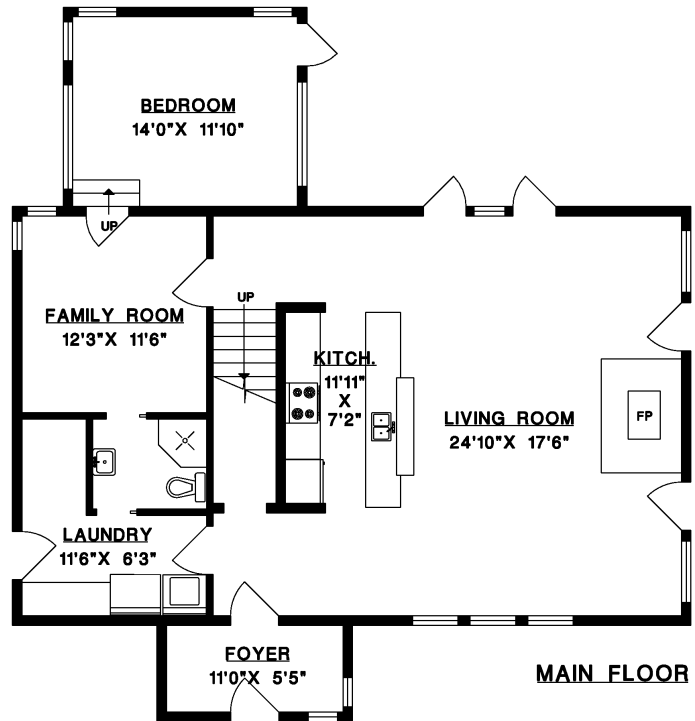 BEDROOM
14'0"X 11'10"
UP
FAMILY ROOM
12'3"X 11'6"
UP
KITCH.
11'11"
X
7'2"
LIVING ROOM
24'10"X 17'6"
FP
LAUNDRY
11'6"X 6'3"
FOYER
11'0"X 5'5"
MAIN FLOOR